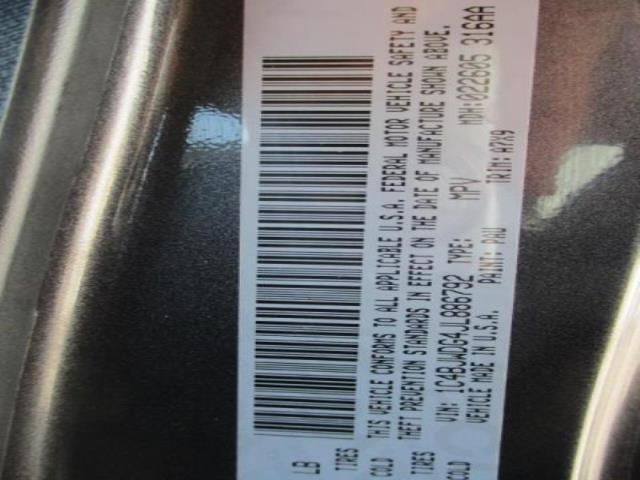 LB
TIRES
COLD
THIS VEHICLE CONFORMS TO ALL APPLICABLE U.S.A. FEDERAL MOTOR VEHICLE SAFETY AND
THEFT PREVENTION STANDARDS IN EFFECT ON THE DATE OF MANUFACTURE SHOWN ABOVE.
TIRES
COLD
VIN: 1C4BJWDG4JL886792 TYPE: MPV MDH:022605 316AA
VEHICLE MADE IN U.S.A. PAINT: PAU TRIM: A7X9